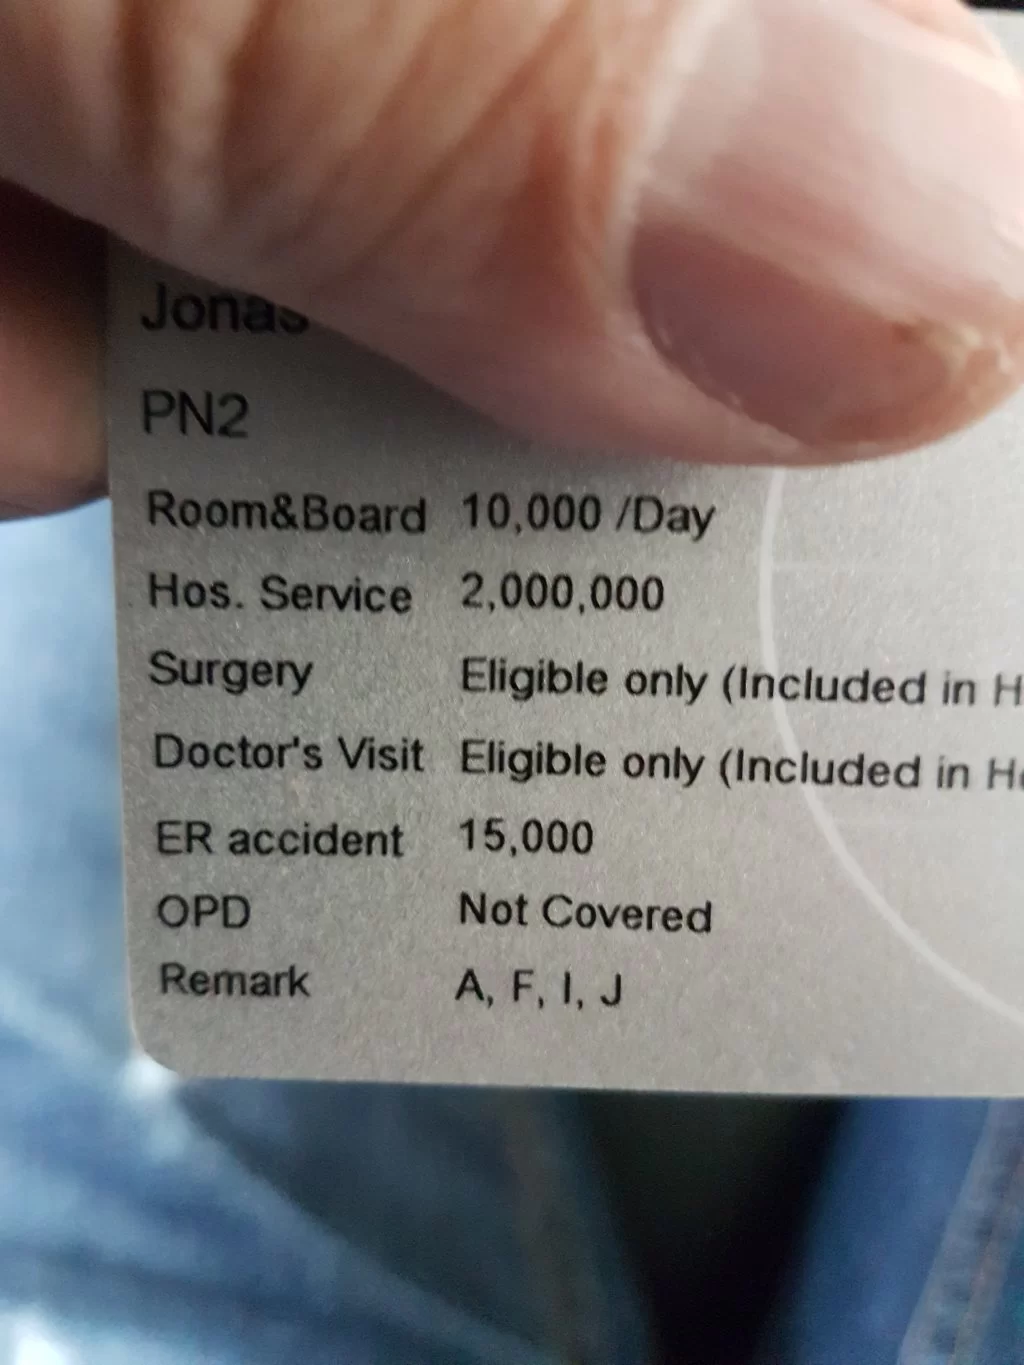 Jonas
PN2
Room&Board 10,000 /Day
Hos. Service 2,000,000
Surgery Eligible only (Included in
Doctor's Visit Eligible only (Included in
ER accident 15,000
OPD Not Covered
Remark A, F, I, J